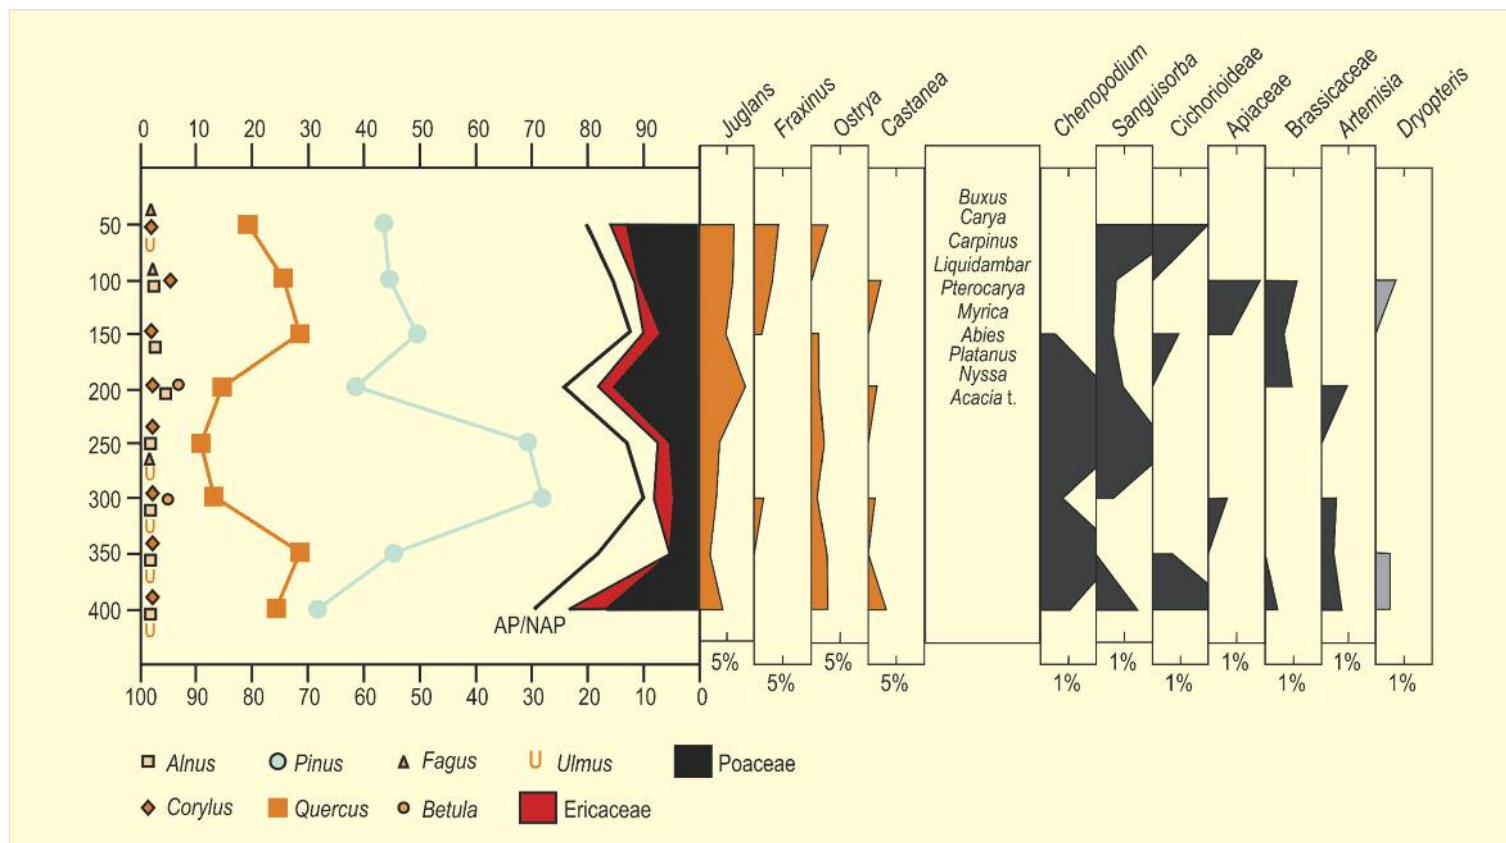 Juglans
Fraxinus
Ostrya
Castanea
Chenopodium
Sanguisorba
Cichorioideae
Apiaceae
Brassicaceae
Artemisia
Dryopteris
0 10 20 30 40 50 60 70 80 90
50
100
150
200
250
300
350
400
Buxus
Carya
Carpinus
Liquidambar
Pterocarya
Myrica
Abies
Platanus
Nyssa
Acacia t.
U
U
U
U
U
U
AP/NAP
5% 5% 1% 1% 1%
5% 5% 1% 1% 1% 1%
100 90 80 70 60 50 40 30 20 10 0
Alnus Pinus Fagus U Ulmus Poaceae
Corylus Quercus Betula Ericaceae